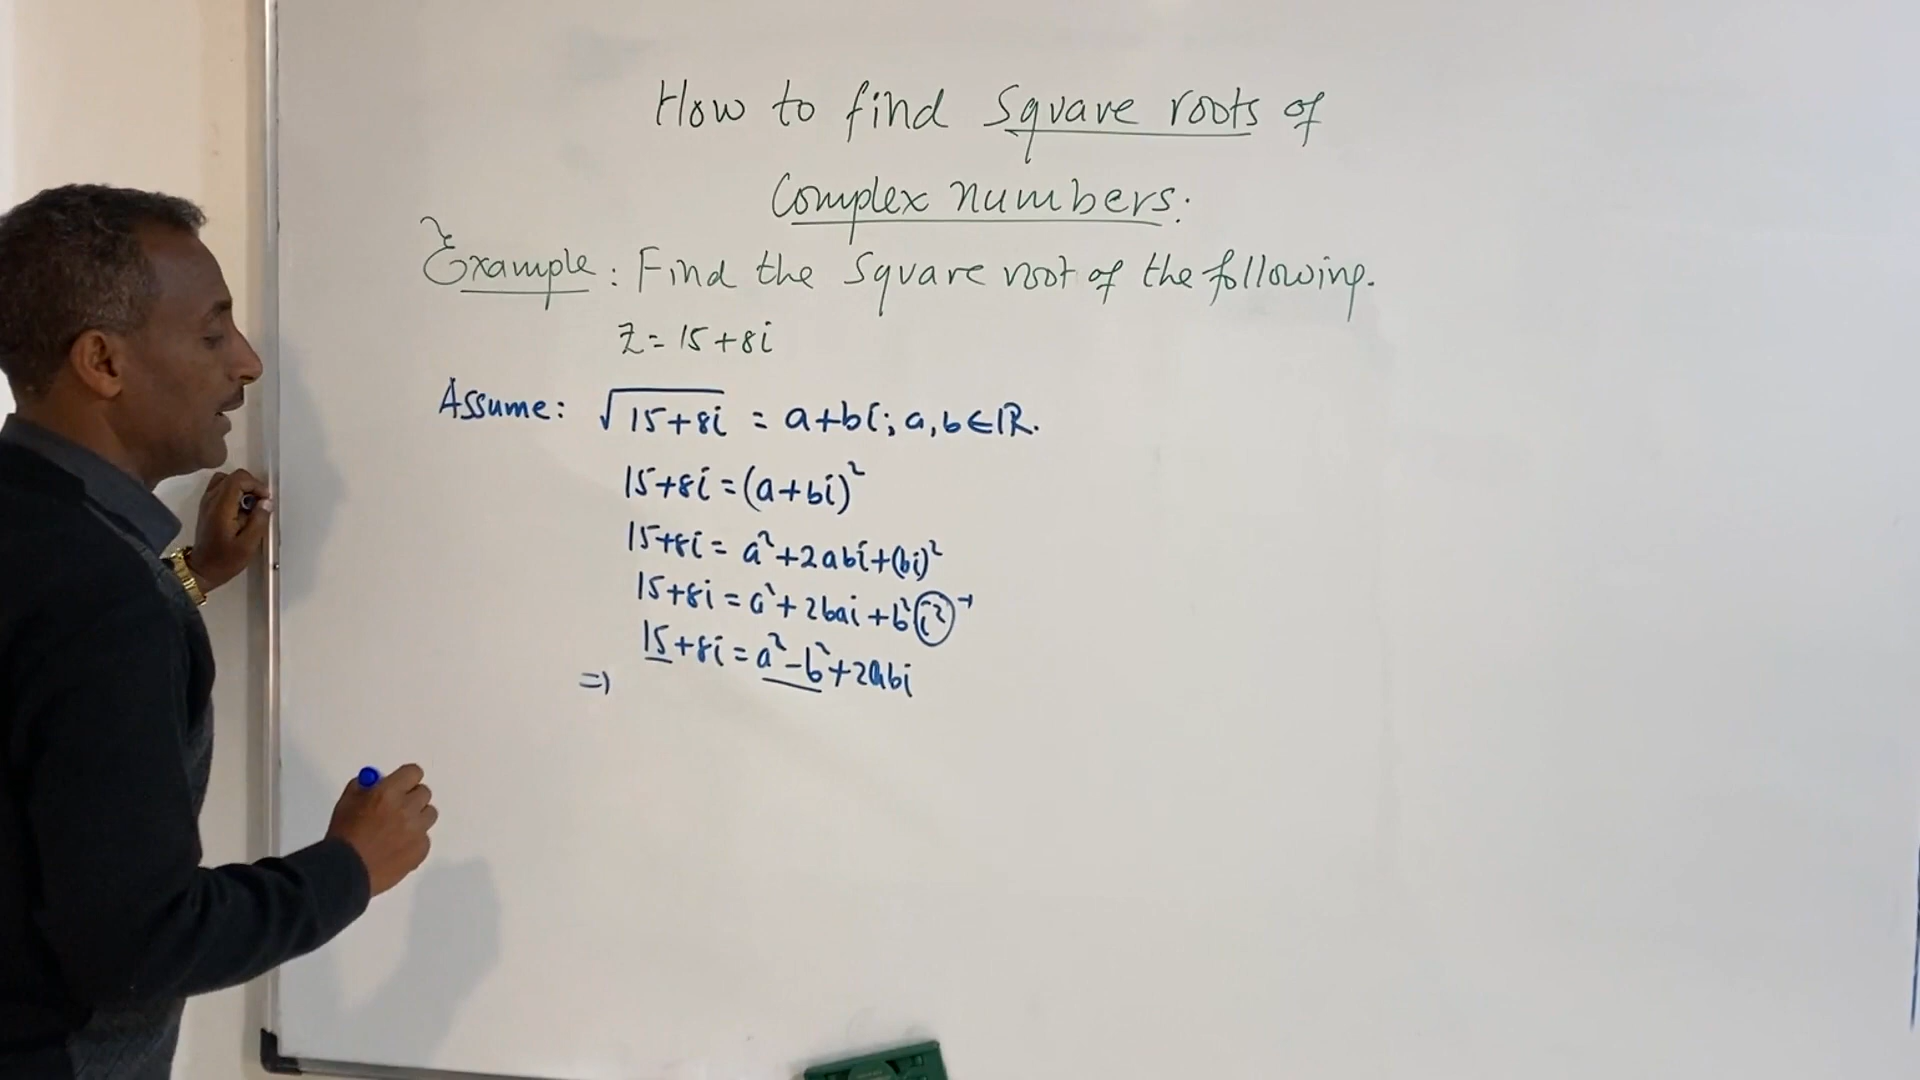 How to find square roots of
Complex numbers:
Example: Find the square root of the following.
z = 15+8i
Assume: √15+8i = a+bi; a,b∈ℝ.
15+8i = (a+bi)²
15+8i = a²+2abi+(bi)²
15+8i = a²+2bai+b²i² -1
15+8i = a²-b²+2abi
⇒